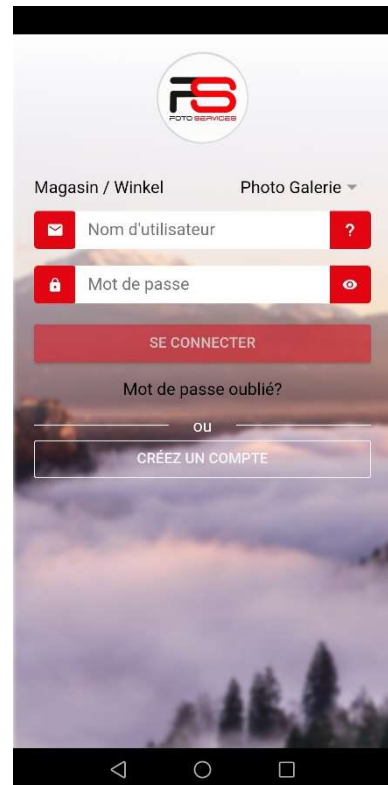 FS
FOTO SERVICES
Magasin / Winkel Photo Galerie
Nom d'utilisateur ?
Mot de passe
SE CONNECTER
Mot de passe oublié?
ou
CRÉEZ UN COMPTE